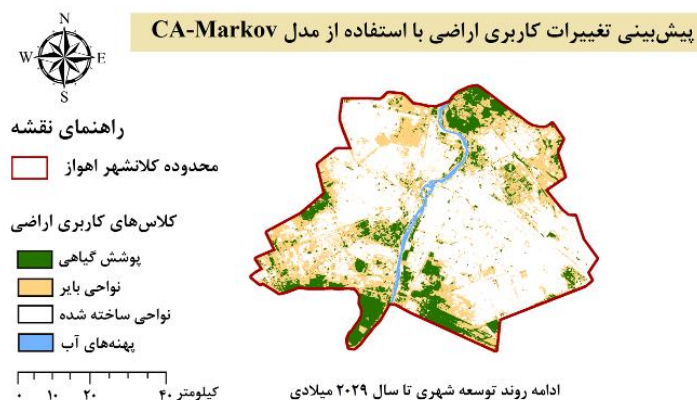 پیش‌بینی تغییرات کاربری اراضی با استفاده از مدل CA-Markov
N
W E
S
راهنمای نقشه
محدوده کلانشهر اهواز
کلاس‌های کاربری اراضی
پوشش گیاهی
نواحی بایر
نواحی ساخته شده
پهنه‌های آب
۰ ۱۰ ۲۰ ۴۰ کیلومتر
ادامه روند توسعه شهری تا سال ۲۰۲۹ میلادی